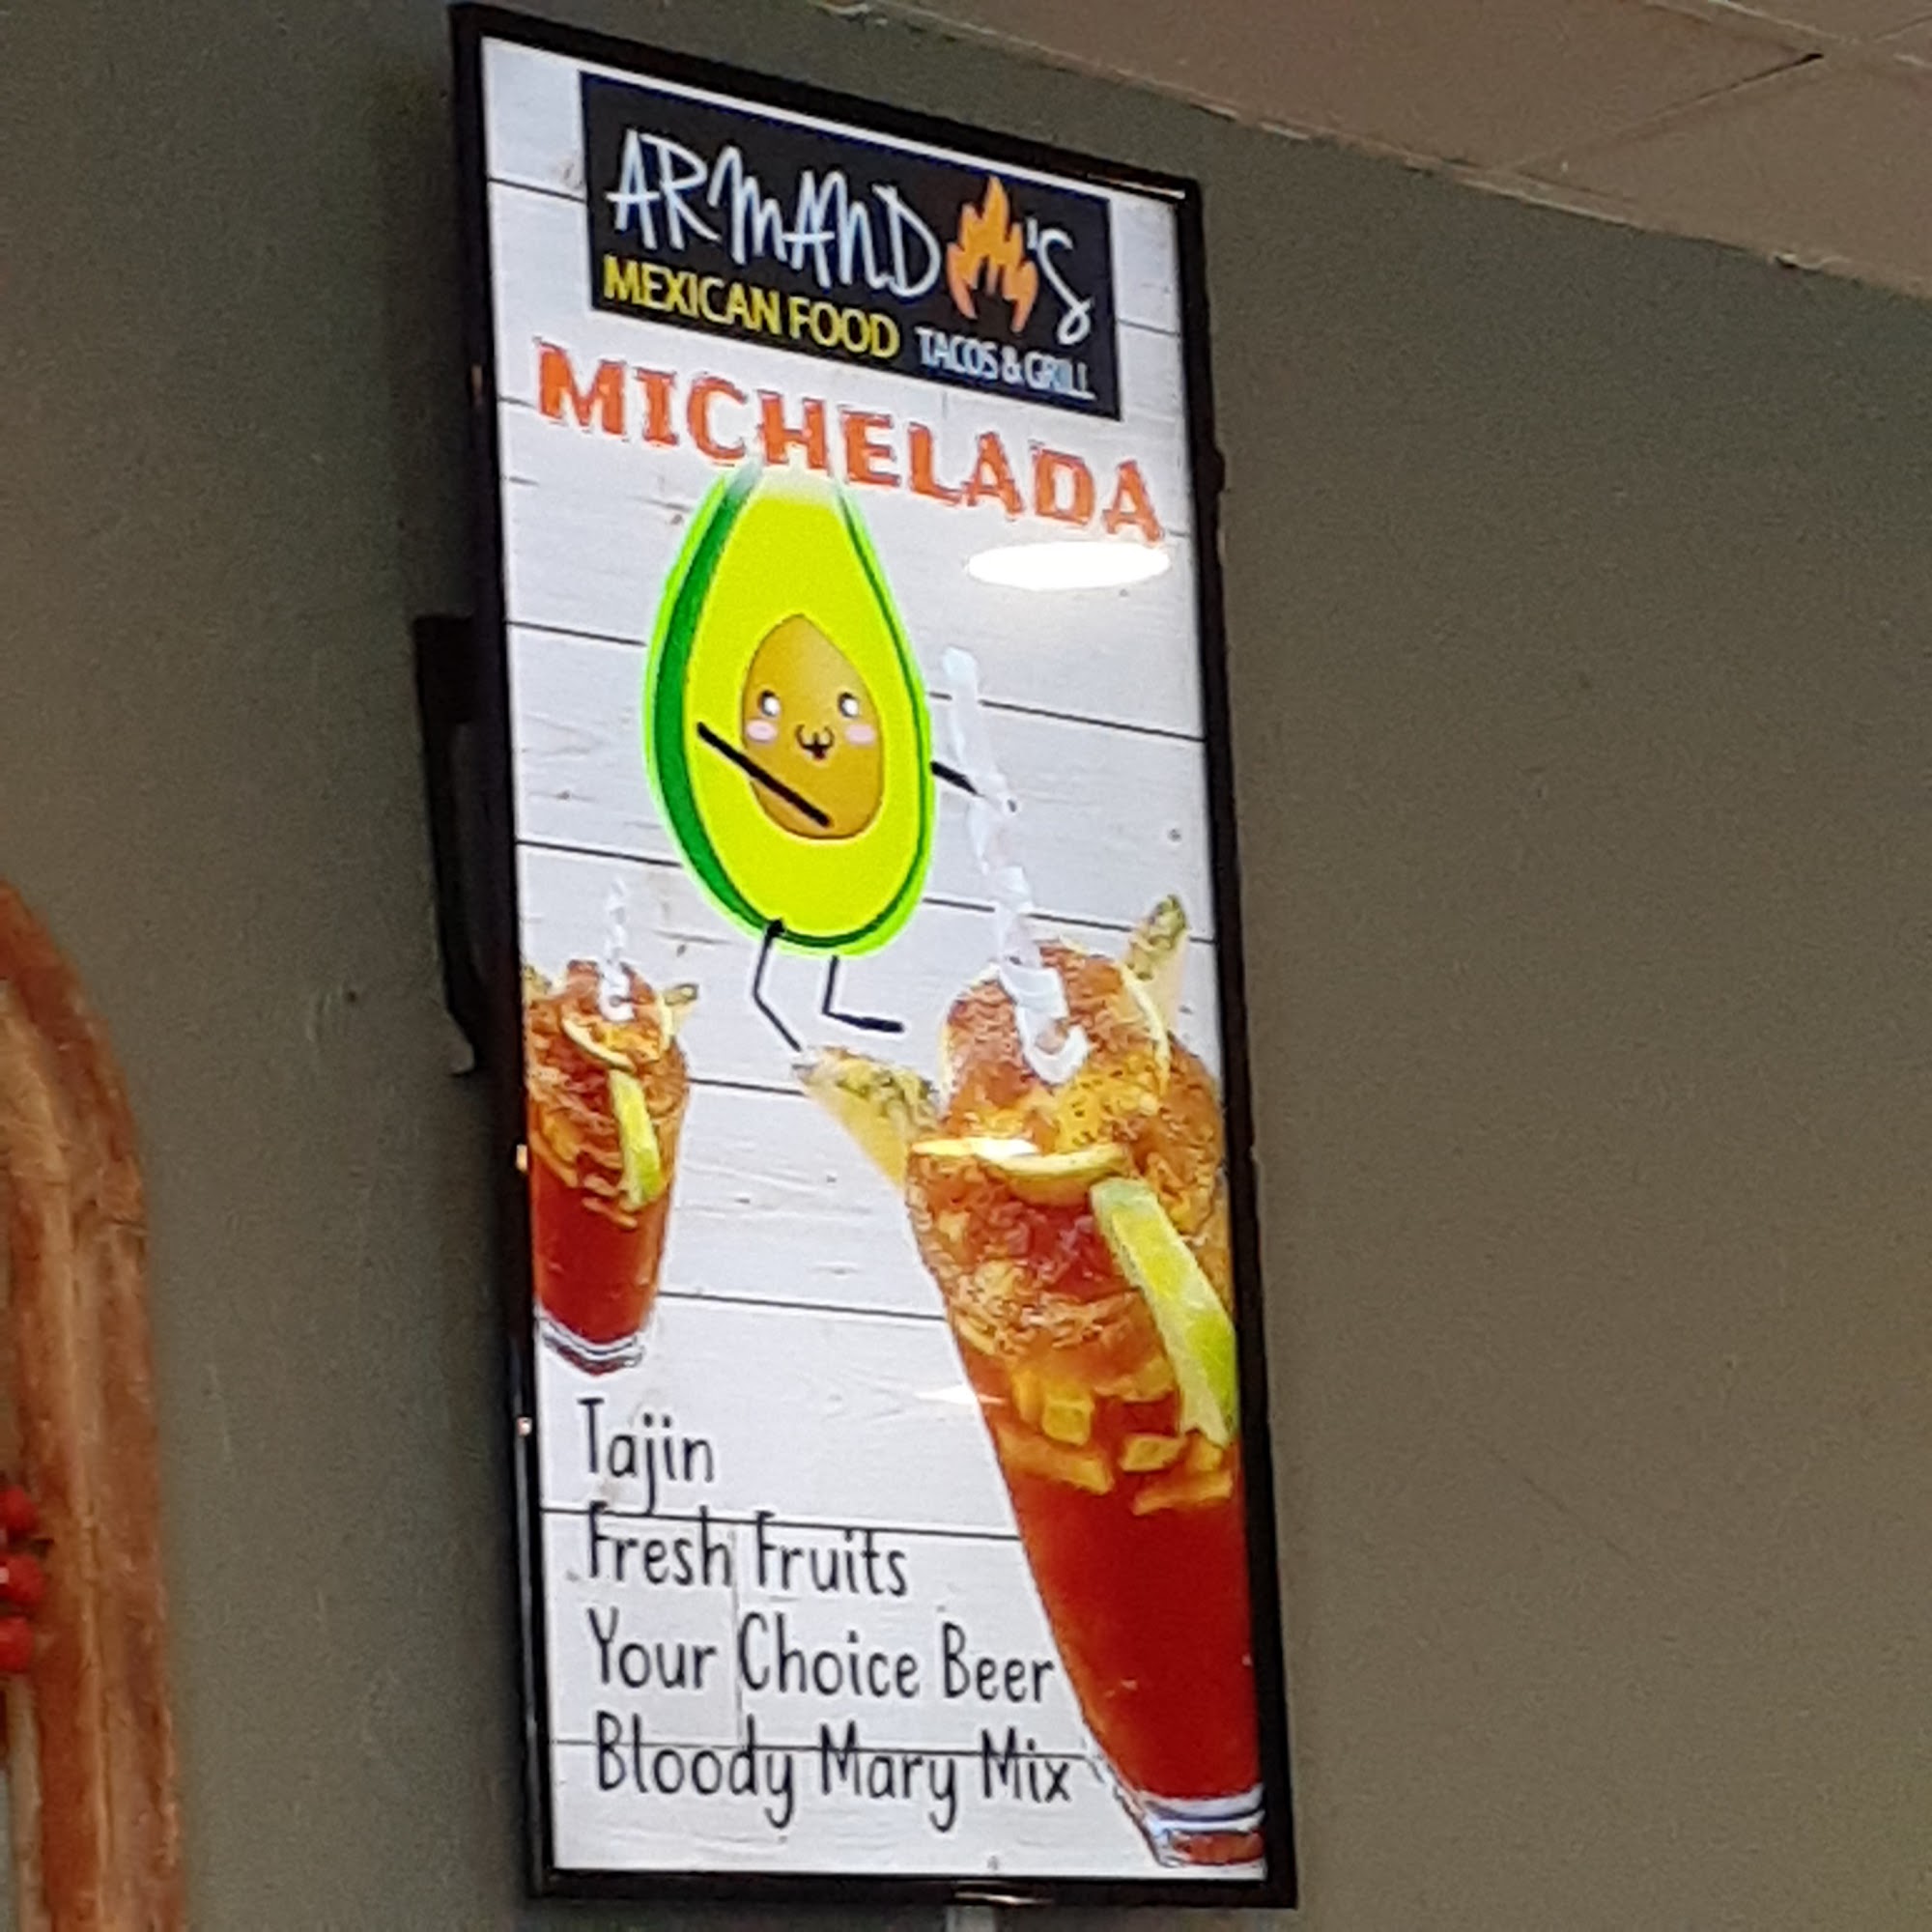 ARMANDO'S
MEXICAN FOOD TACOS & GRILL
MICHELADA
Tajin
Fresh Fruits
Your Choice Beer
Bloody Mary Mix